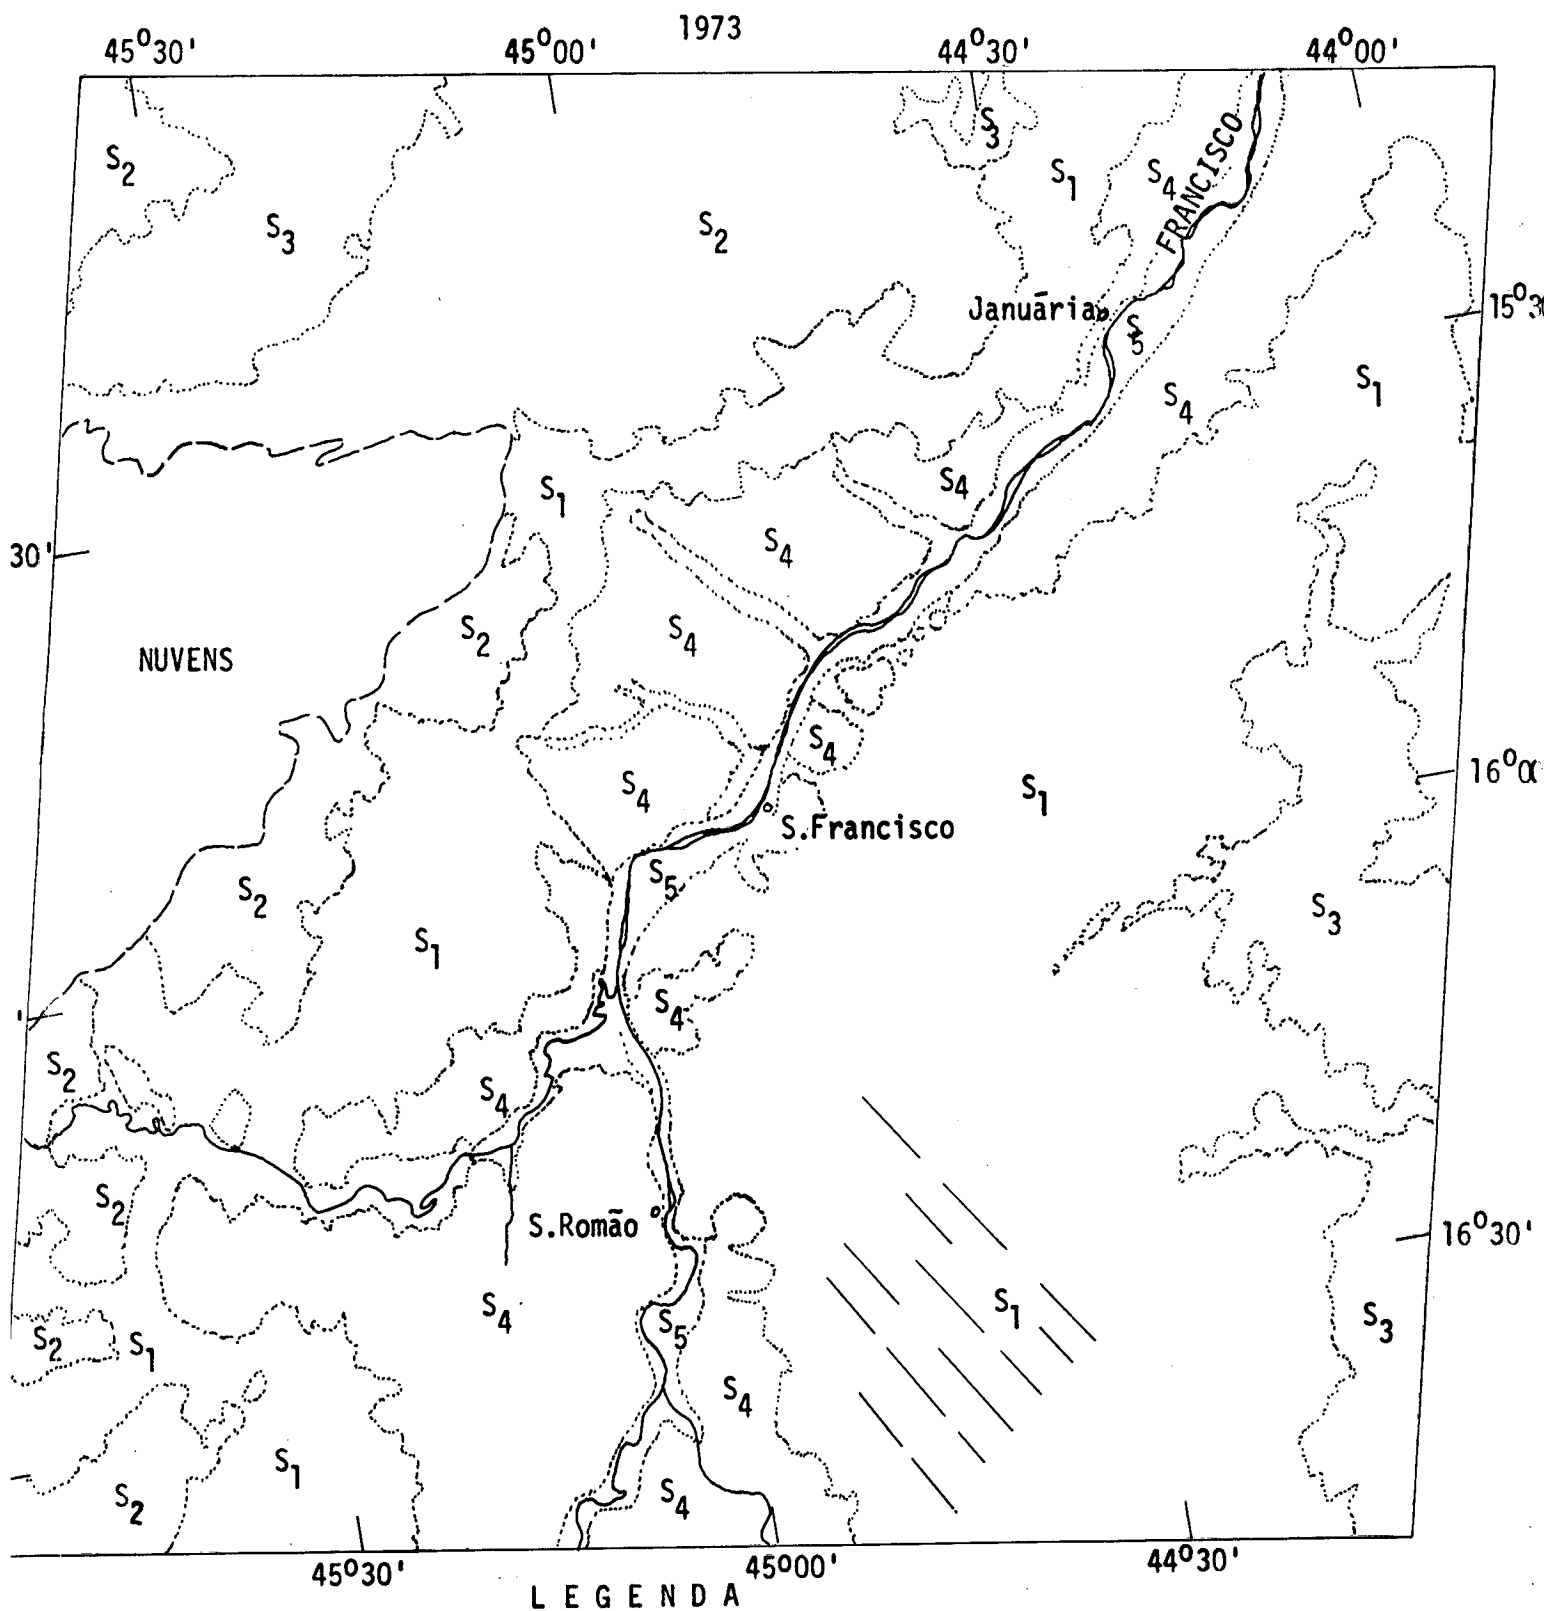 1973
45°30' 45°00' 44°30' 44°00'
S3
S2 S1 S4
FRANCISCO
S3 S2
Januāria 15°30
S5
S1
S4
S1 S4
30' S4
S2 S4
NUVENS
S4
S4 S1 16°00
S.Francisco
S5
S2 S3
S1
S4
'
S2
S4
S2
S.Romão 16°30'
S4 S1
S2 S1 S5 S3
S4
S1
S2 S4
45°30' 45°00' 44°30'
LEGENDA